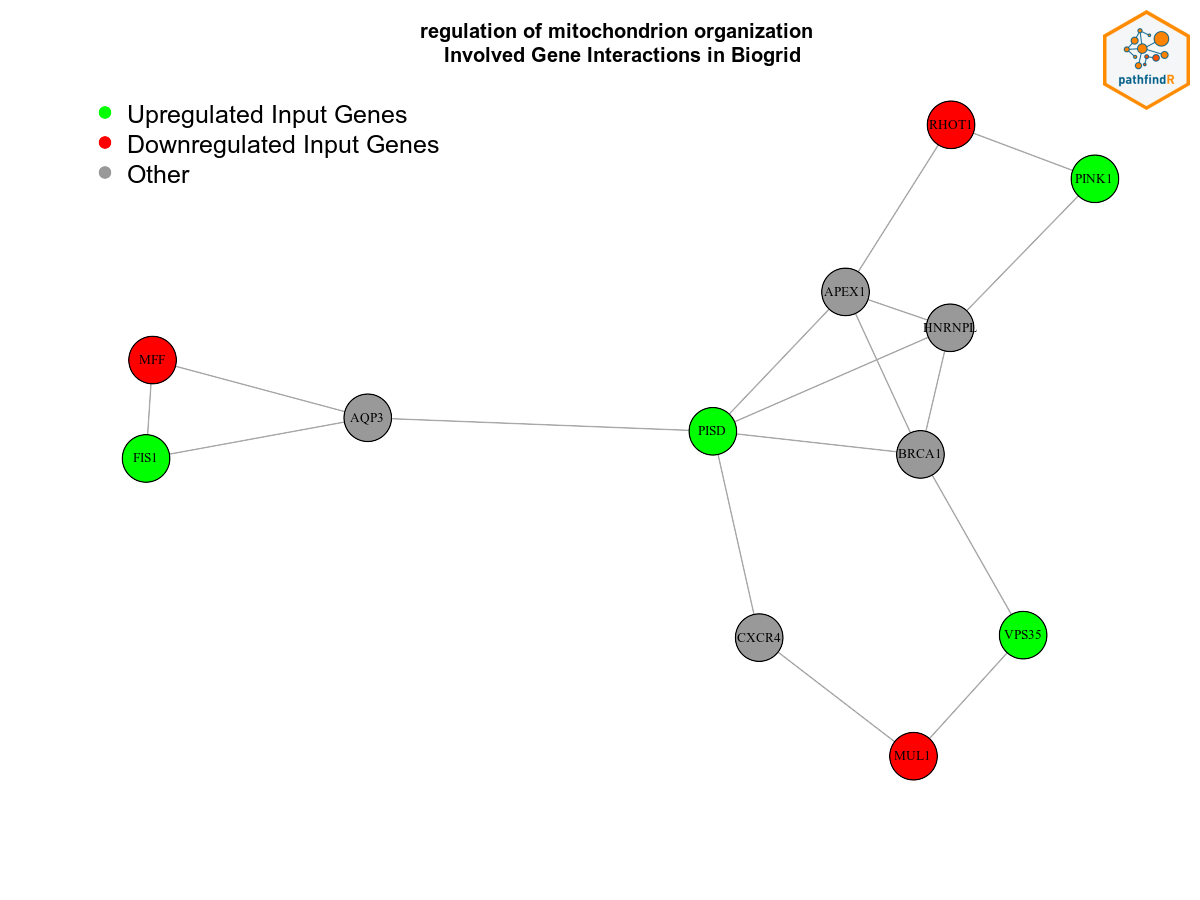 regulation of mitochondrion organization
Involved Gene Interactions in Biogrid
pathfindR
Upregulated Input Genes
Downregulated Input Genes
Other
RHOT1
PINK1
APEX1
HNRNPL
MFF
AQP3
PISD
FIS1
BRCA1
CXCR4
VPS35
MUL1